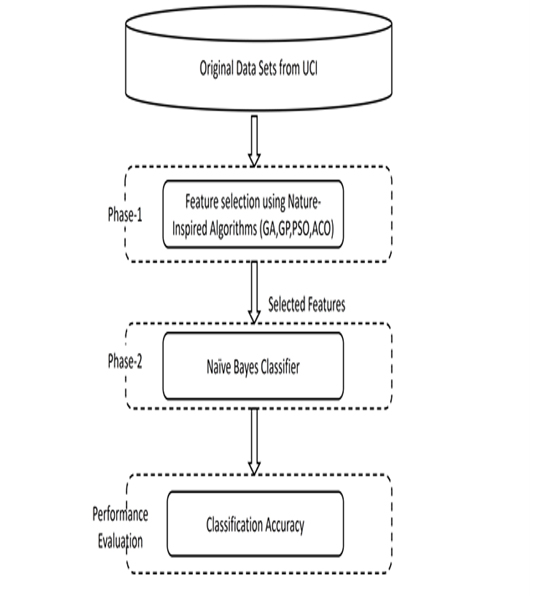 Original Data Sets from UCI
Phase-1
Feature selection using Nature-
Inspired Algorithms (GA,GP,PSO,ACO)
Selected Features
Phase-2
Naïve Bayes Classifier
Performance
Evaluation
Classification Accuracy